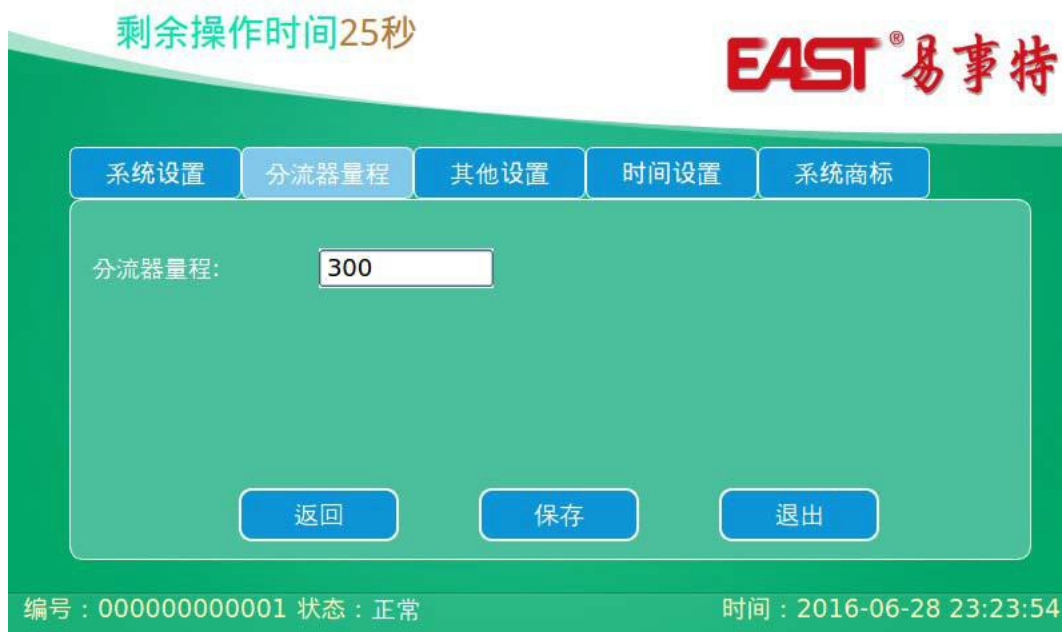 剩余操作时间25秒
EAST®易事特
系统设置 分流器量程 其他设置 时间设置 系统商标
分流器量程: 300
返回 保存 退出
编号：000000000001 状态：正常 时间：2016-06-28 23:23:54